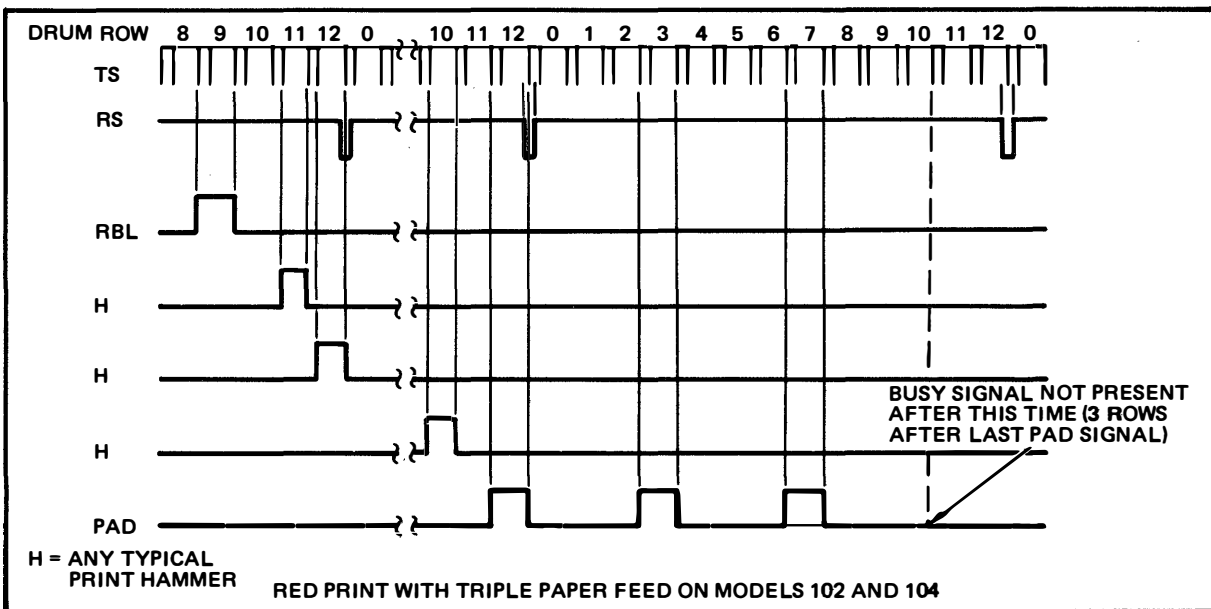 DRUM ROW 8 9 10 11 12 0 10 11 12 0 1 2 3 4 5 6 7 8 9 10 11 12 0
TS
RS
RBL
H
H
BUSY SIGNAL NOT PRESENT
AFTER THIS TIME (3 ROWS
AFTER LAST PAD SIGNAL)
H
PAD
H = ANY TYPICAL
PRINT HAMMER
RED PRINT WITH TRIPLE PAPER FEED ON MODELS 102 AND 104